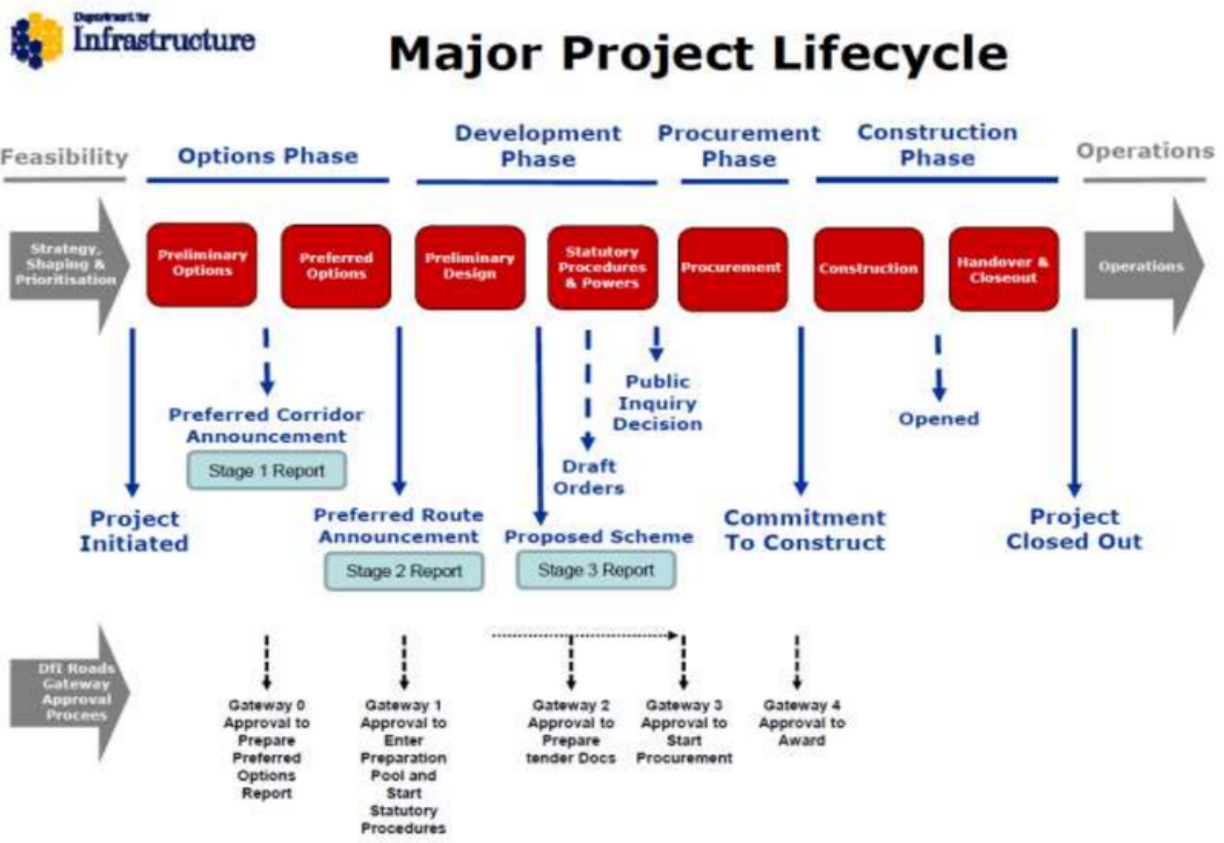 Department for
Infrastructure
Major Project Lifecycle
Feasibility
Options Phase
Development
Phase
Procurement
Phase
Construction
Phase
Operations
Strategy,
Shaping &
Prioritisation
Preliminary
Options
Preferred
Options
Preliminary
Design
Statutory
Procedures
& Powers
Procurement
Construction
Handover &
Closeout
Operations
Preferred Corridor
Announcement
Stage 1 Report
Public
Inquiry
Decision
Opened
Draft
Orders
Project
Initiated
Preferred Route
Announcement
Stage 2 Report
Proposed Scheme
Stage 3 Report
Commitment
To Construct
Project
Closed Out
DfI Roads
Gateway
Approval
Procees
Gateway 0
Approval to
Prepare
Preferred
Options
Report
Gateway 1
Approval to
Enter
Preparation
Pool and
Start
Statutory
Procedures
Gateway 2
Approval to
Prepare
tender Docs
Gateway 3
Approval to
Start
Procurement
Gateway 4
Approval to
Award